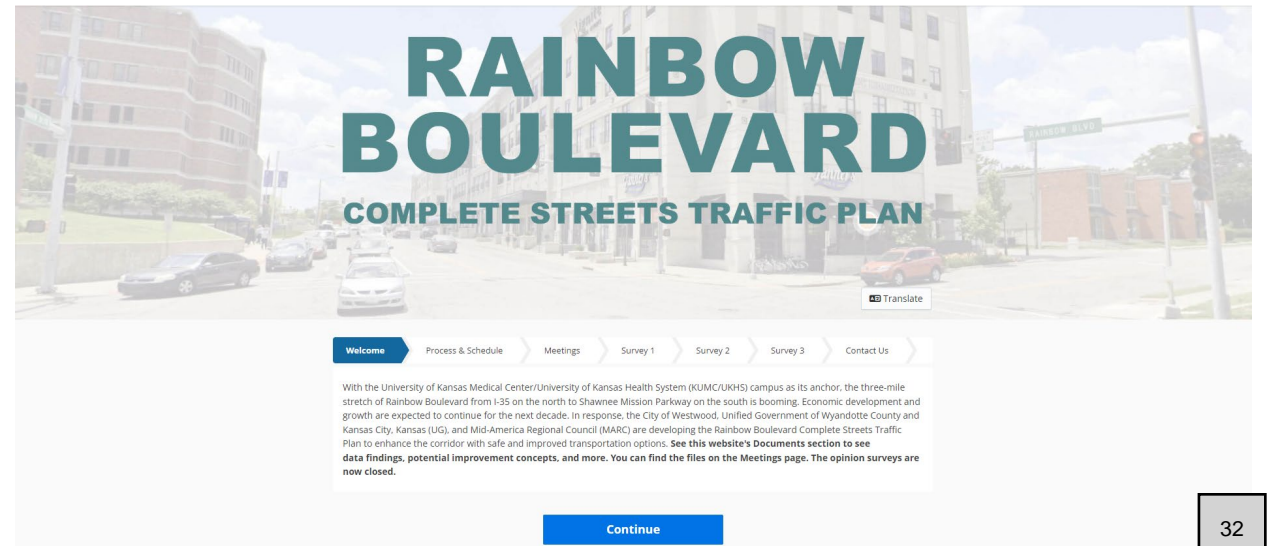 RAINBOW
BOULEVARD
COMPLETE STREETS TRAFFIC PLAN
RAINBOW BLVD
Translate
Welcome
Process & Schedule
Meetings
Survey 1
Survey 2
Survey 3
Contact Us
With the University of Kansas Medical Center/University of Kansas Health System (KUMC/UKHS) campus as its anchor, the three-mile
stretch of Rainbow Boulevard from I-35 on the north to Shawnee Mission Parkway on the south is booming. Economic development and
growth are expected to continue for the next decade. In response, the City of Westwood, Unified Government of Wyandotte County and
Kansas City, Kansas (UG), and Mid-America Regional Council (MARC) are developing the Rainbow Boulevard Complete Streets Traffic
Plan to enhance the corridor with safe and improved transportation options. See this website's Documents section to see
data findings, potential improvement concepts, and more. You can find the files on the Meetings page. The opinion surveys are
now closed.
Continue
32